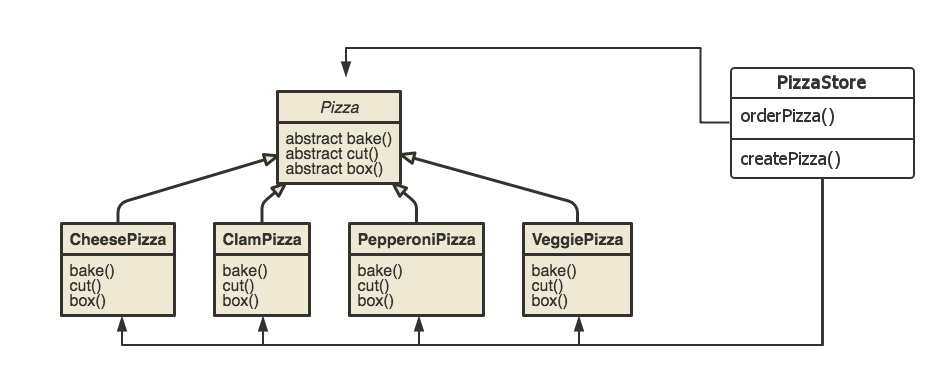 PizzaStore
orderPizza()
createPizza()
Pizza
abstract bake()
abstract cut()
abstract box()
CheesePizza
bake()
cut()
box()
ClamPizza
bake()
cut()
box()
PepperoniPizza
bake()
cut()
box()
VeggiePizza
bake()
cut()
box()